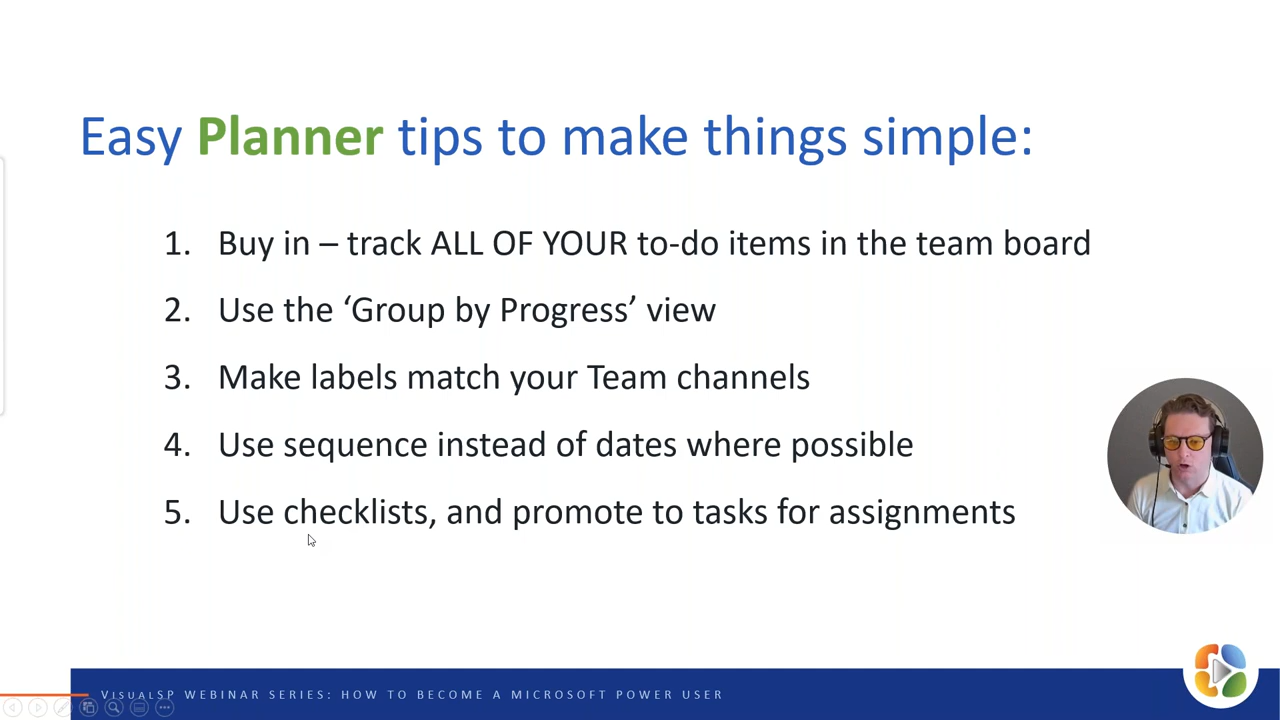 Easy Planner tips to make things simple:
1. Buy in – track ALL OF YOUR to-do items in the team board
2. Use the ‘Group by Progress’ view
3. Make labels match your Team channels
4. Use sequence instead of dates where possible
5. Use checklists, and promote to tasks for assignments
VISUALSP WEBINAR SERIES: HOW TO BECOME A MICROSOFT POWER USER